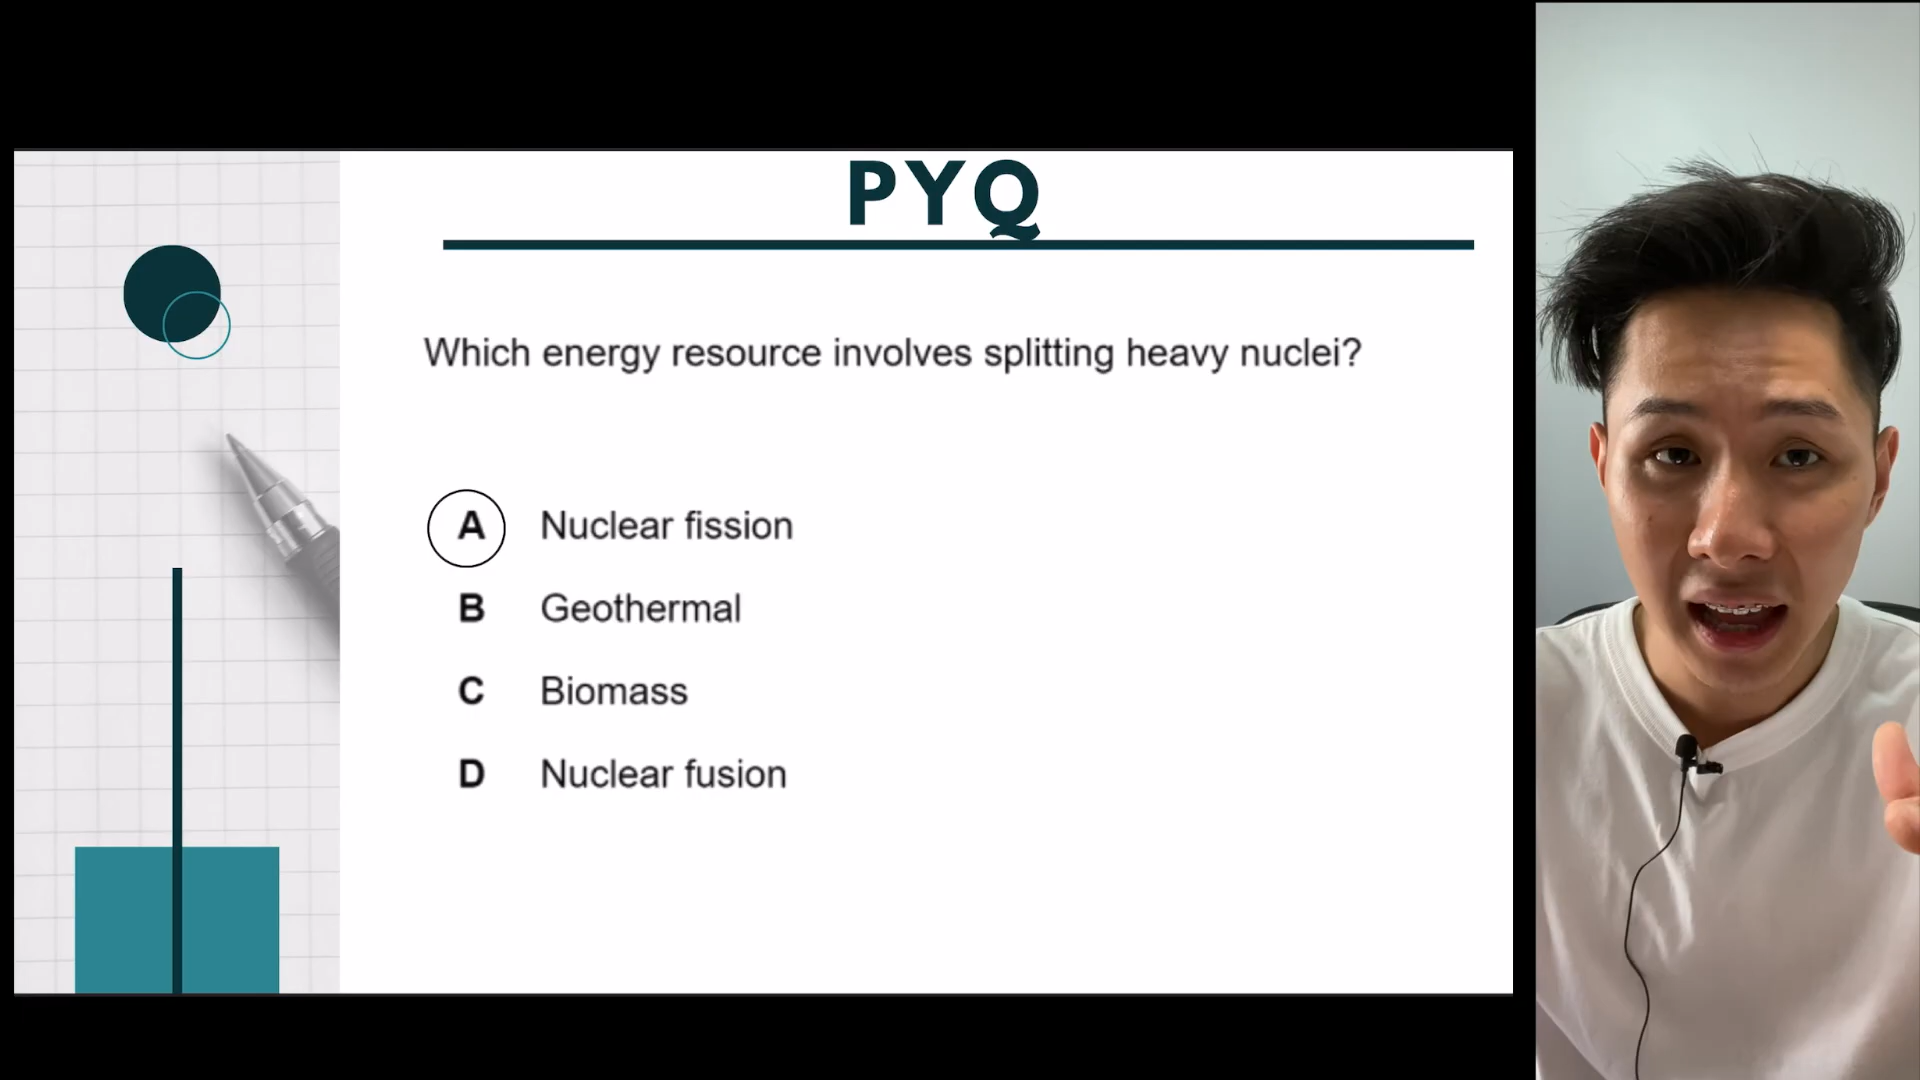 PYQ
Which energy resource involves splitting heavy nuclei?
A Nuclear fission
B Geothermal
C Biomass
D Nuclear fusion